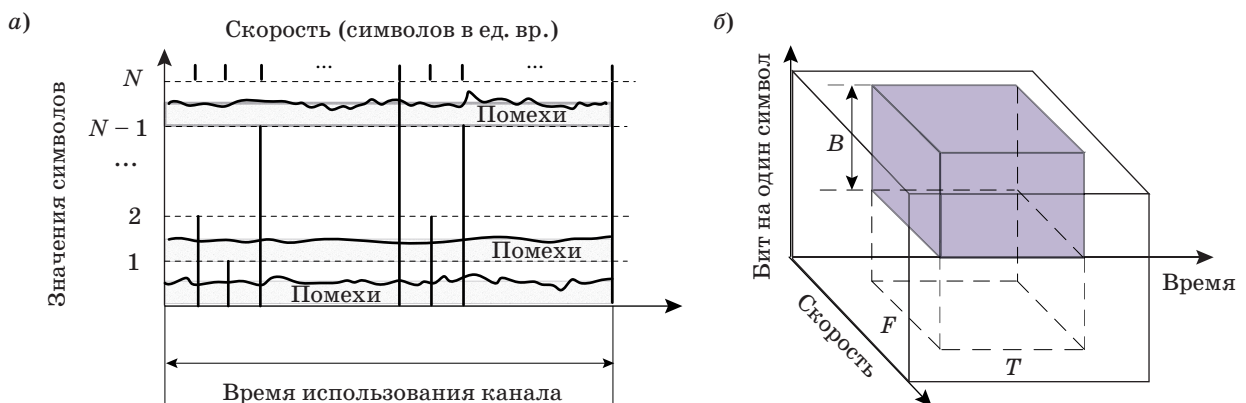 а)
Скорость (символов в ед. вр.)
... ...
Значения символов
N
Помехи
N – 1
...
2
Помехи
1
Помехи
Время использования канала
б)
Бит на один символ
B
Время
Скорость
F
T